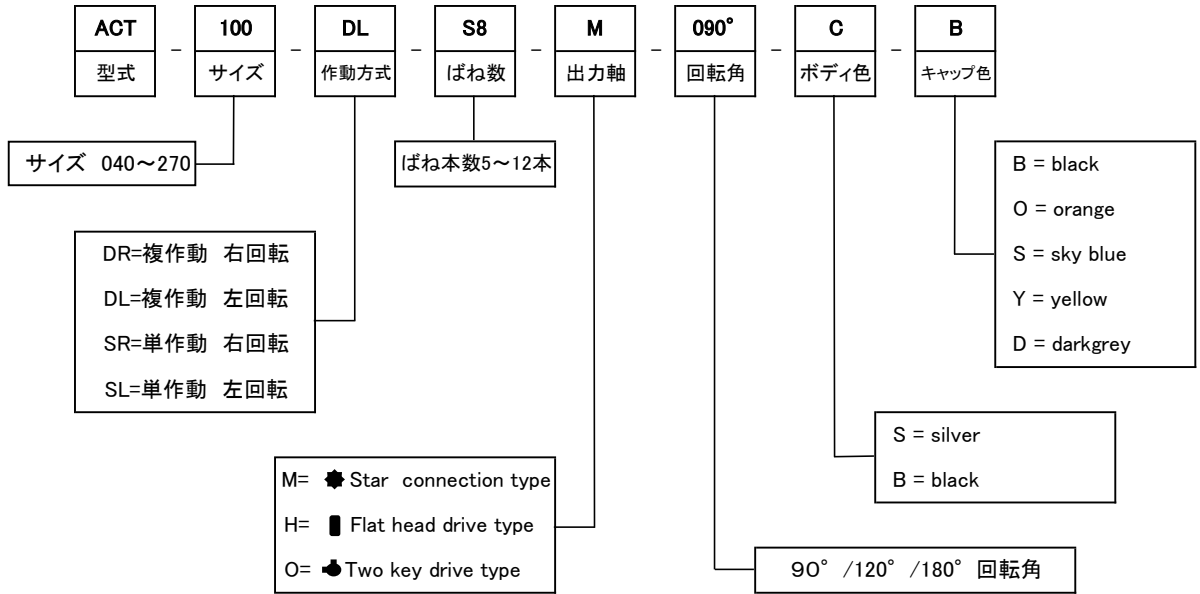 ACT - 100 - DL - S8 - M - 090° - C - B
型式 サイズ 作動方式 ばね数 出力軸 回転角 ボディ色 キャップ色
サイズ 040～270
ばね本数5～12本
B = black
O = orange
S = sky blue
Y = yellow
D = darkgrey
DR=複作動 右回転
DL=複作動 左回転
SR=単作動 右回転
SL=単作動 左回転
S = silver
B = black
M= Star connection type
H= Flat head drive type
O= Two key drive type
９０° /120° /180° 回転角